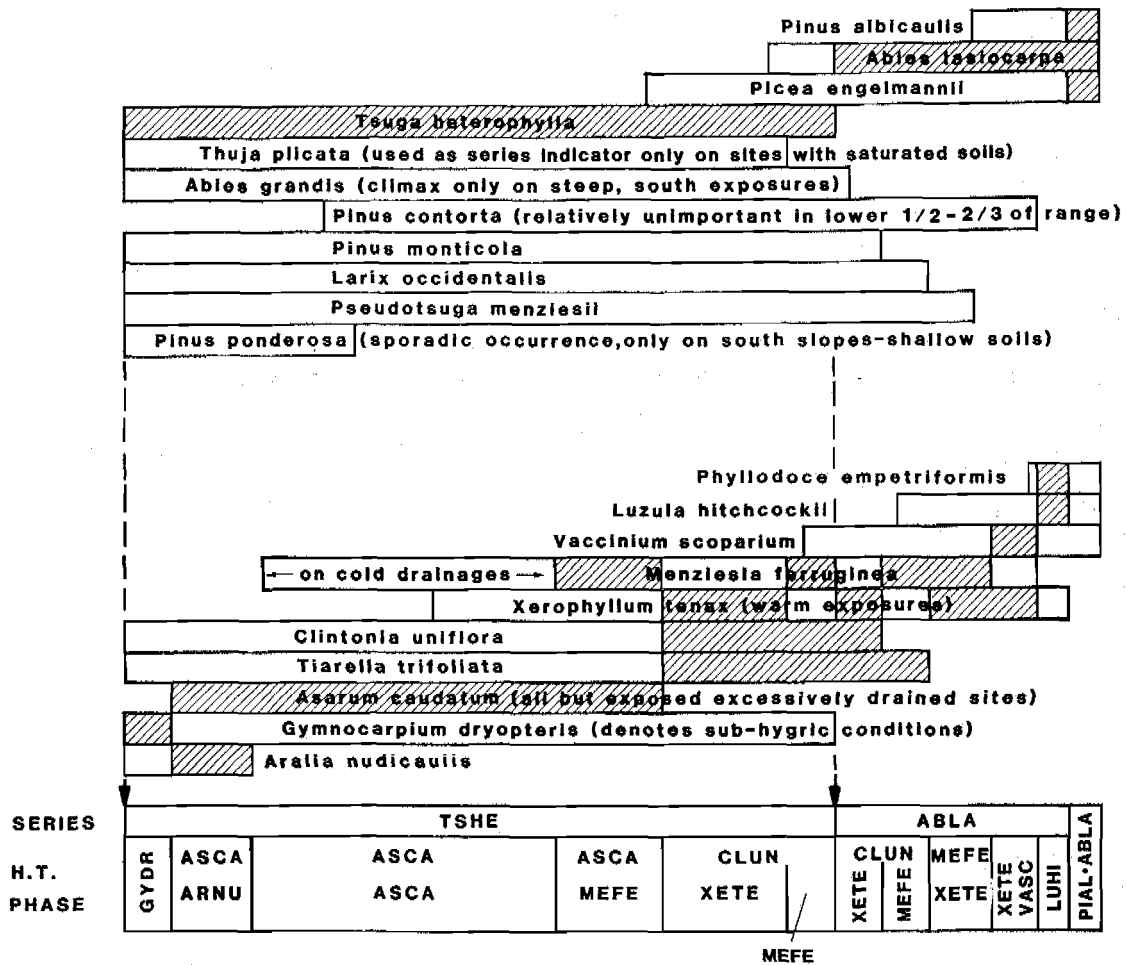 Pinus albicaulis
Abies lasiocarpa
Picea engelmannii
Tsuga heterophylla
Thuja plicata (used as series indicator only on sites with saturated soils)
Abies grandis (climax only on steep, south exposures)
Pinus contorta (relatively unimportant in lower 1/2-2/3 of range)
Pinus monticola
Larix occidentalis
Pseudotsuga menziesii
Pinus ponderosa (sporadic occurrence, only on south slopes-shallow soils)
Phyllodoce empetriformis
Luzula hitchcockii
Vaccinium scoparium
on cold drainages Menziesia ferruginea
Xerophyllum tenax (warm exposures)
Clintonia uniflora
Tiarella trifoliata
Asarum caudatum (all but exposed excessively drained sites)
Gymnocarpium dryopteris (denotes sub-hygric conditions)
Aralia nudicaulis
SERIES TSHE ABLA PIAL·ABLA
H.T. GYDR ASCA ASCA ASCA CLUN CLUN MEFE XETE LUHI
PHASE ARNU ASCA MEFE XETE XETE MEFE XETE VASC
MEFE